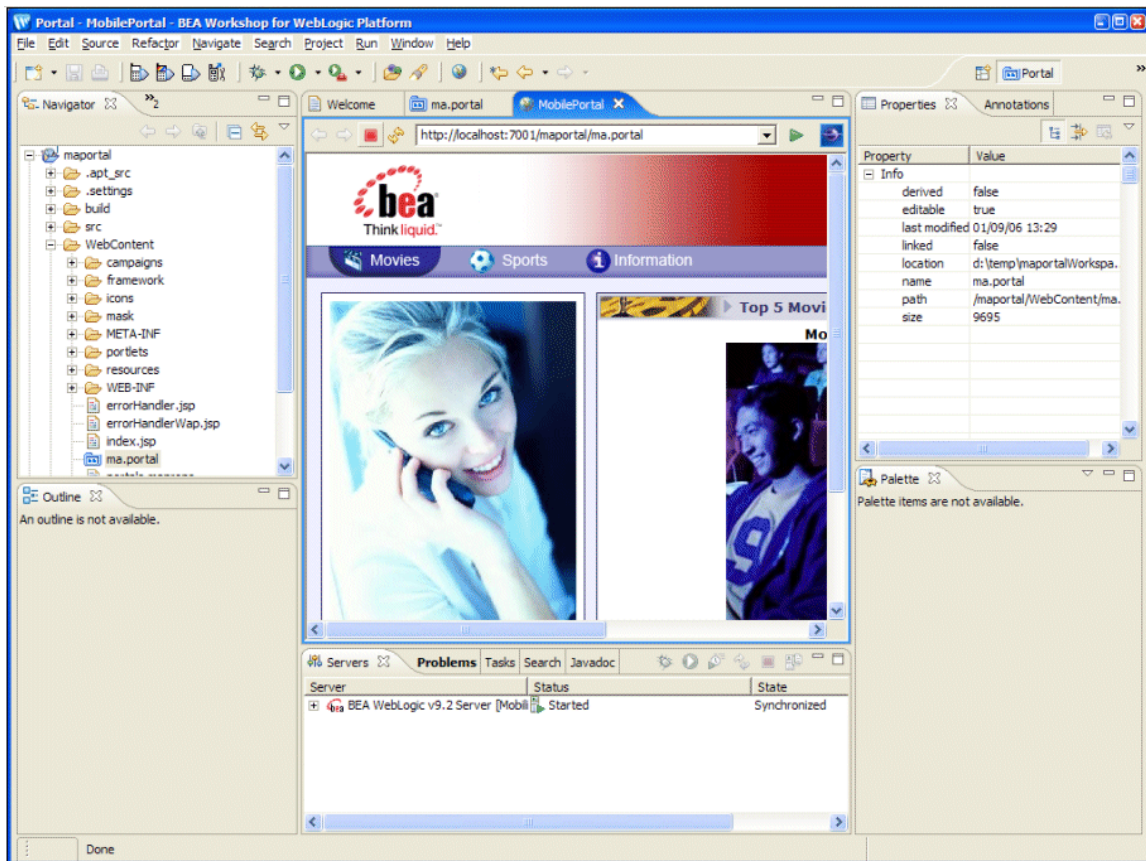 Portal - MobilePortal - BEA Workshop for WebLogic Platform
File Edit Source Refactor Navigate Search Project Run Window Help
Portal
Navigator
2
Welcome
ma.portal
MobilePortal
Properties
Annotations
http://localhost:7001/maportal/ma.portal
maportal
.apt_src
.settings
build
src
WebContent
campaigns
framework
icons
mask
META-INF
portlets
resources
WEB-INF
errorHandler.jsp
errorHandlerWap.jsp
index.jsp
ma.portal
bea
Think liquid.™
Movies Sports Information
Top 5 Movi
Mo
Property Value
Info
derived false
editable true
last modified 01/09/06 13:29
linked false
location d:\temp\maportalWorkspa.
name ma.portal
path /maportal/WebContent/ma.
size 9695
Outline
An outline is not available.
Palette
Palette items are not available.
Servers Problems Tasks Search Javadoc
Server Status State
BEA WebLogic v9.2 Server [Mobil Started Synchronized
Done